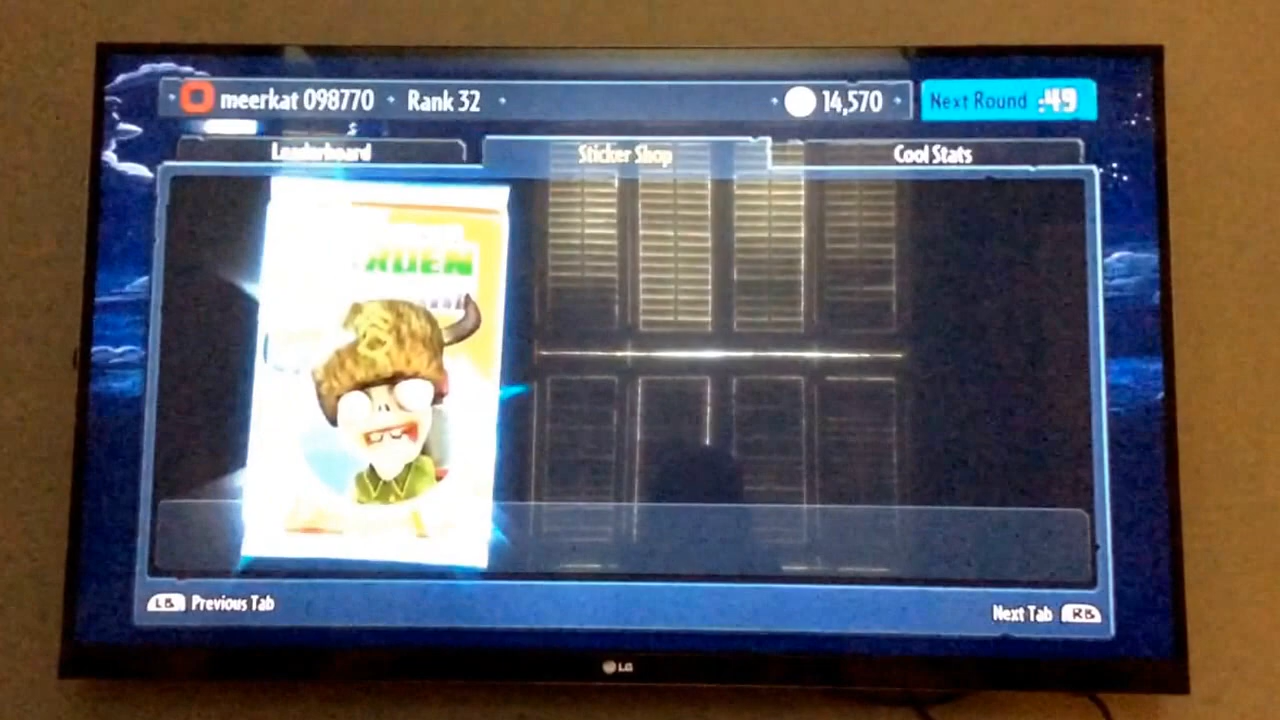 meerkat 098770 Rank 32 14,570 Next Round :49
Leaderboard Sticker Shop Cool Stats
LB Previous Tab Next Tab RB
LG